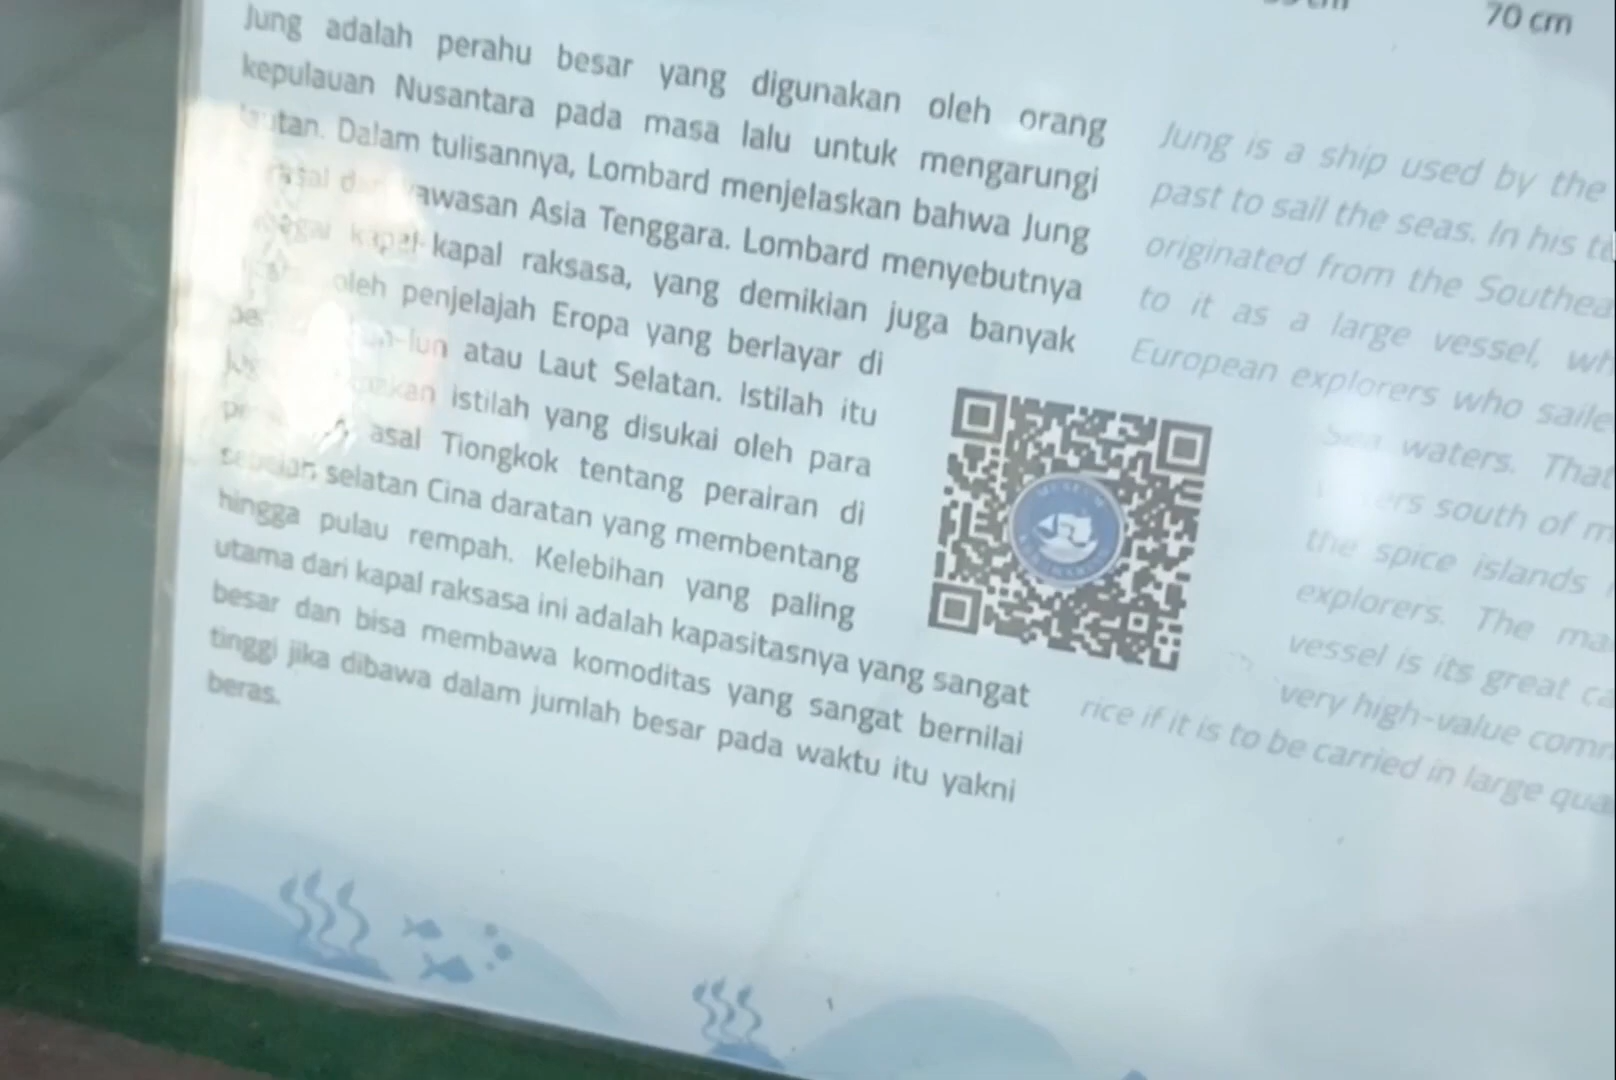 70 cm
Jung adalah perahu besar yang digunakan oleh orang
kepulauan Nusantara pada masa lalu untuk mengarungi
lautan. Dalam tulisannya, Lombard menjelaskan bahwa Jung
kawasan Asia Tenggara. Lombard menyebutnya
kapal-kapal raksasa, yang demikian juga banyak
oleh penjelajah Eropa yang berlayar di
atau Laut Selatan. Istilah itu
istilah yang disukai oleh para
asal Tiongkok tentang perairan di
sebelah selatan Cina daratan yang membentang
hingga pulau rempah. Kelebihan yang paling
utama dari kapal raksasa ini adalah kapasitasnya yang sangat
besar dan bisa membawa komoditas yang sangat bernilai
tinggi jika dibawa dalam jumlah besar pada waktu itu yakni
beras.
Jung is a ship used by the
past to sail the seas. In his
originated from the
to it as a large vessel,
European explorers who
Sea waters. That
south of
the spice islands
explorers. The
vessel is its great
very high-value
rice if it is to be carried in large